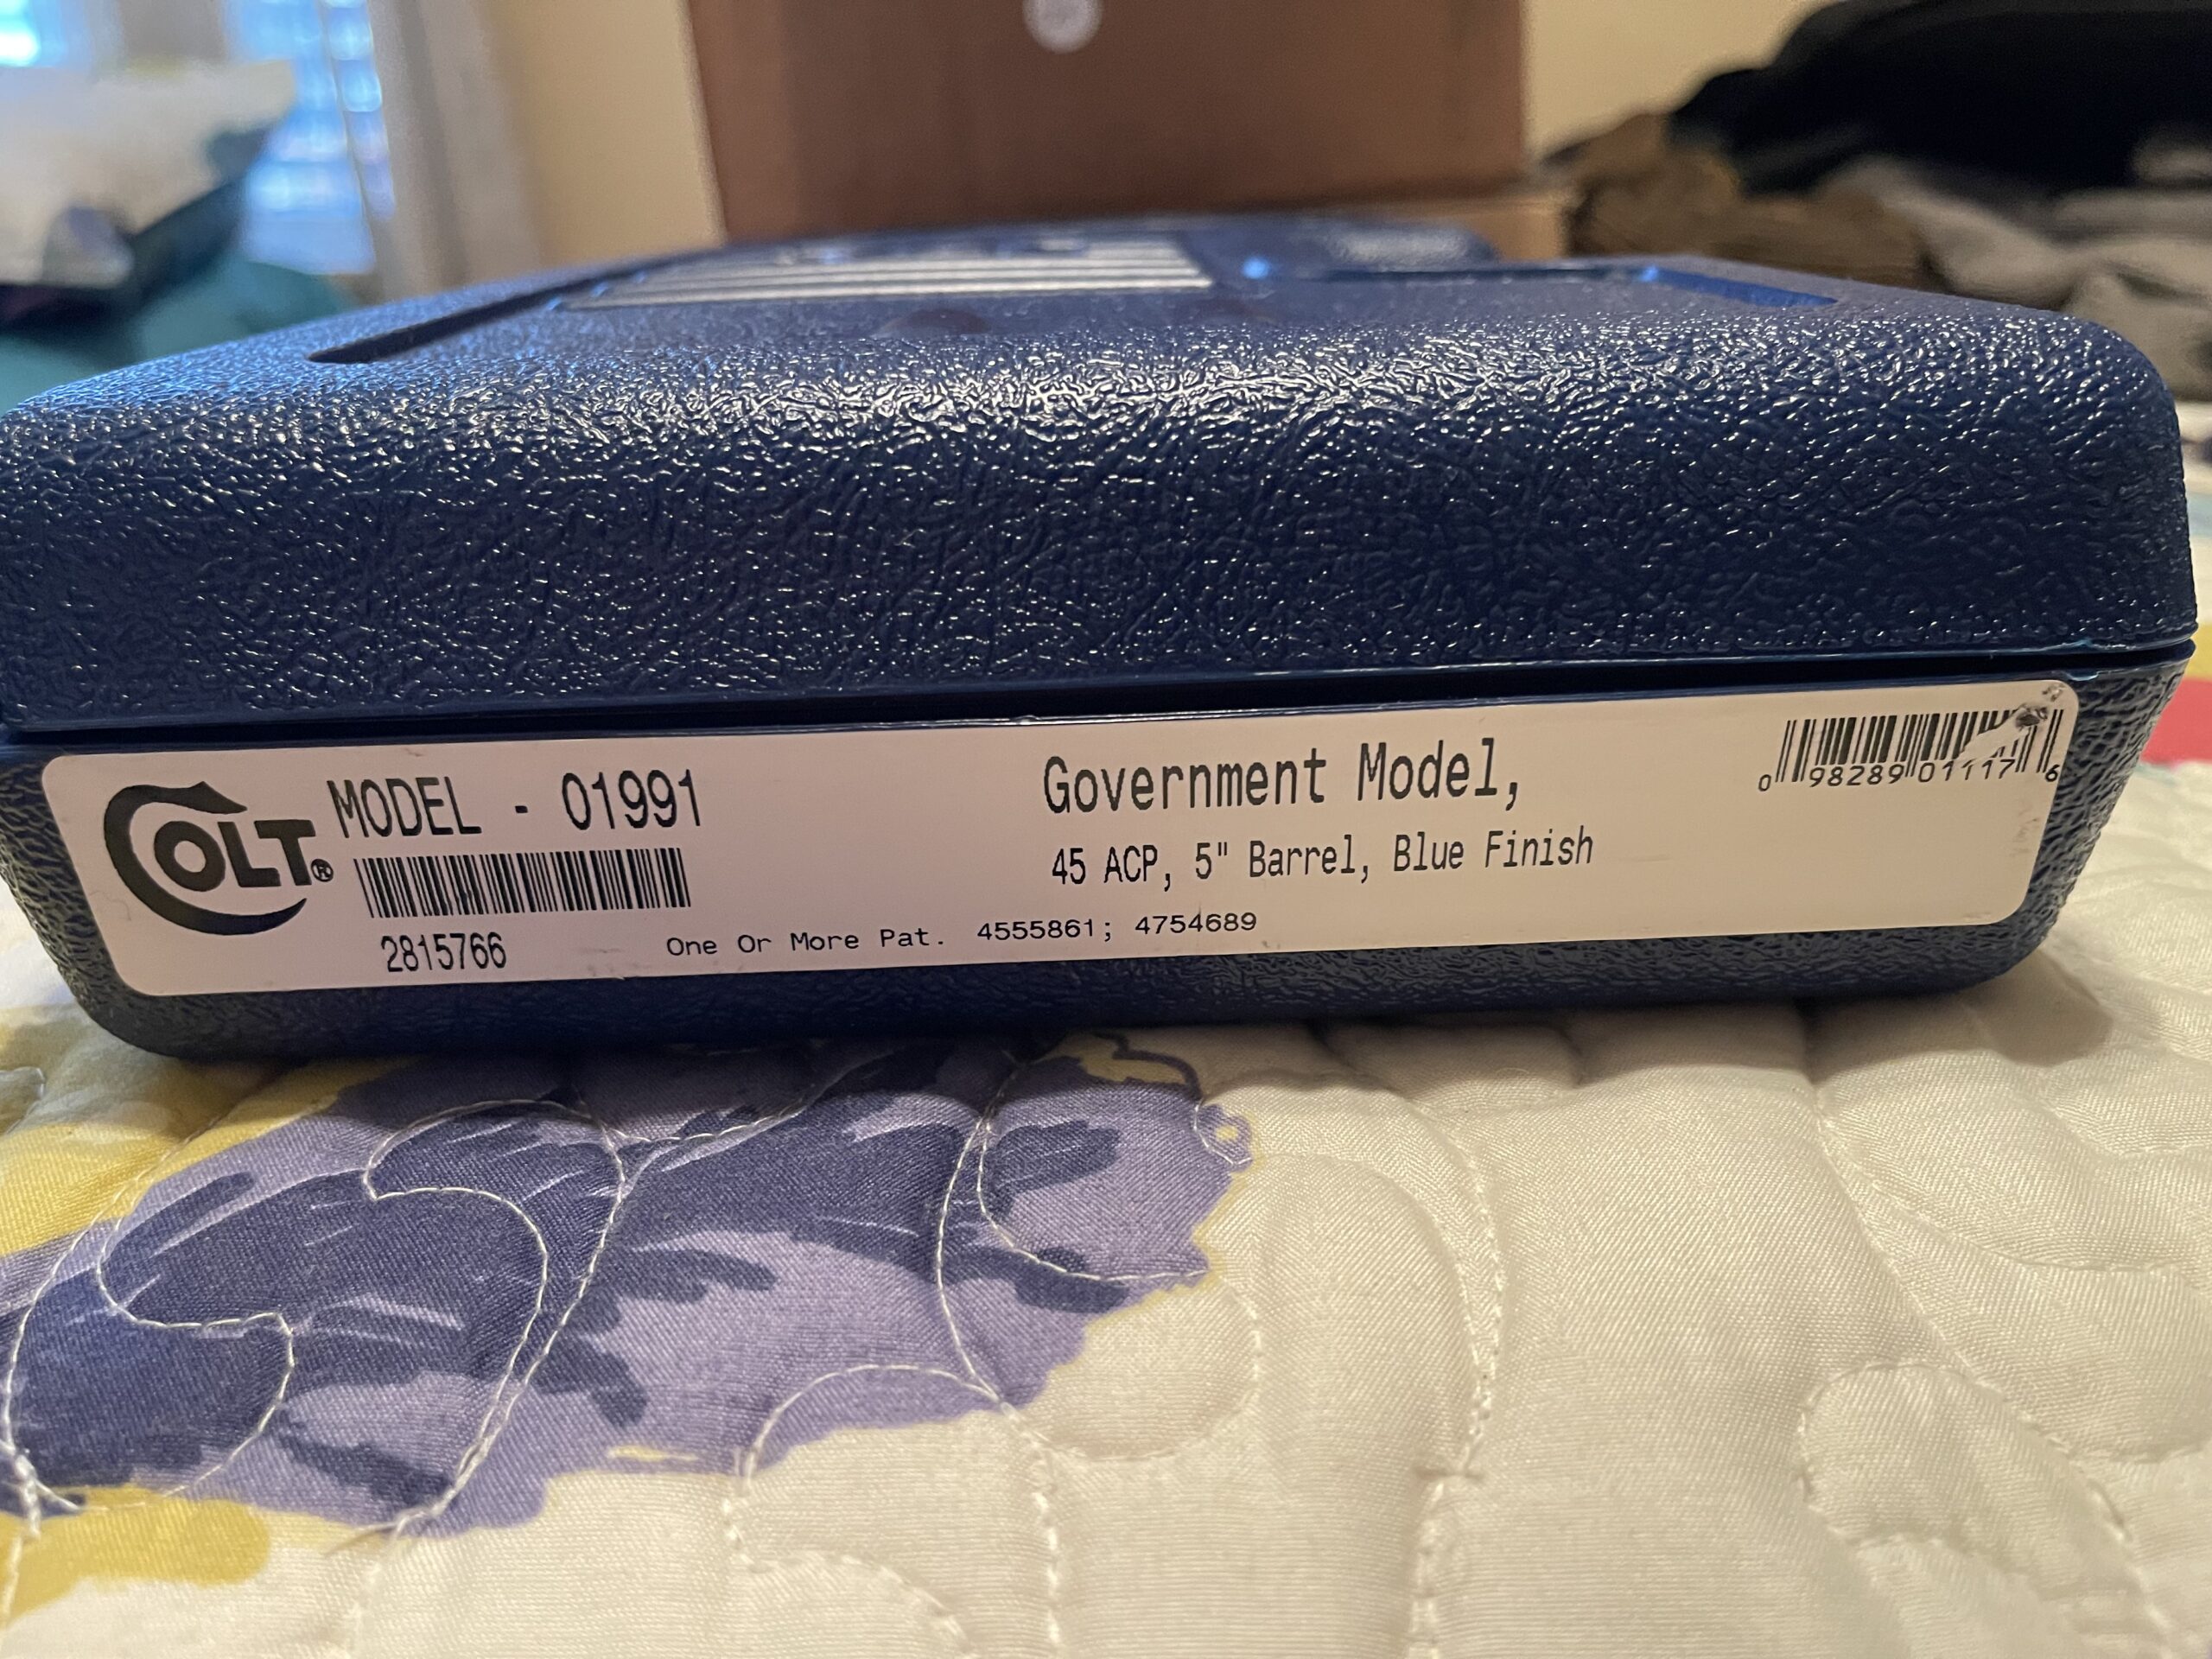 COLT®
MODEL - 01991
2815766
Government Model,
45 ACP, 5" Barrel, Blue Finish
One Or More Pat. 4555861; 4754689
0 98289 01117 6